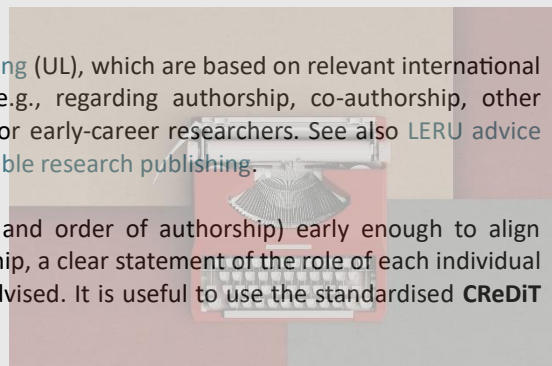 ng (UL), which are based on relevant international
e.g., regarding authorship, co-authorship, other
or early-career researchers. See also LERU advice
ble research publishing.
and order of authorship) early enough to align
hip, a clear statement of the role of each individual
dvised. It is useful to use the standardised CReDiT